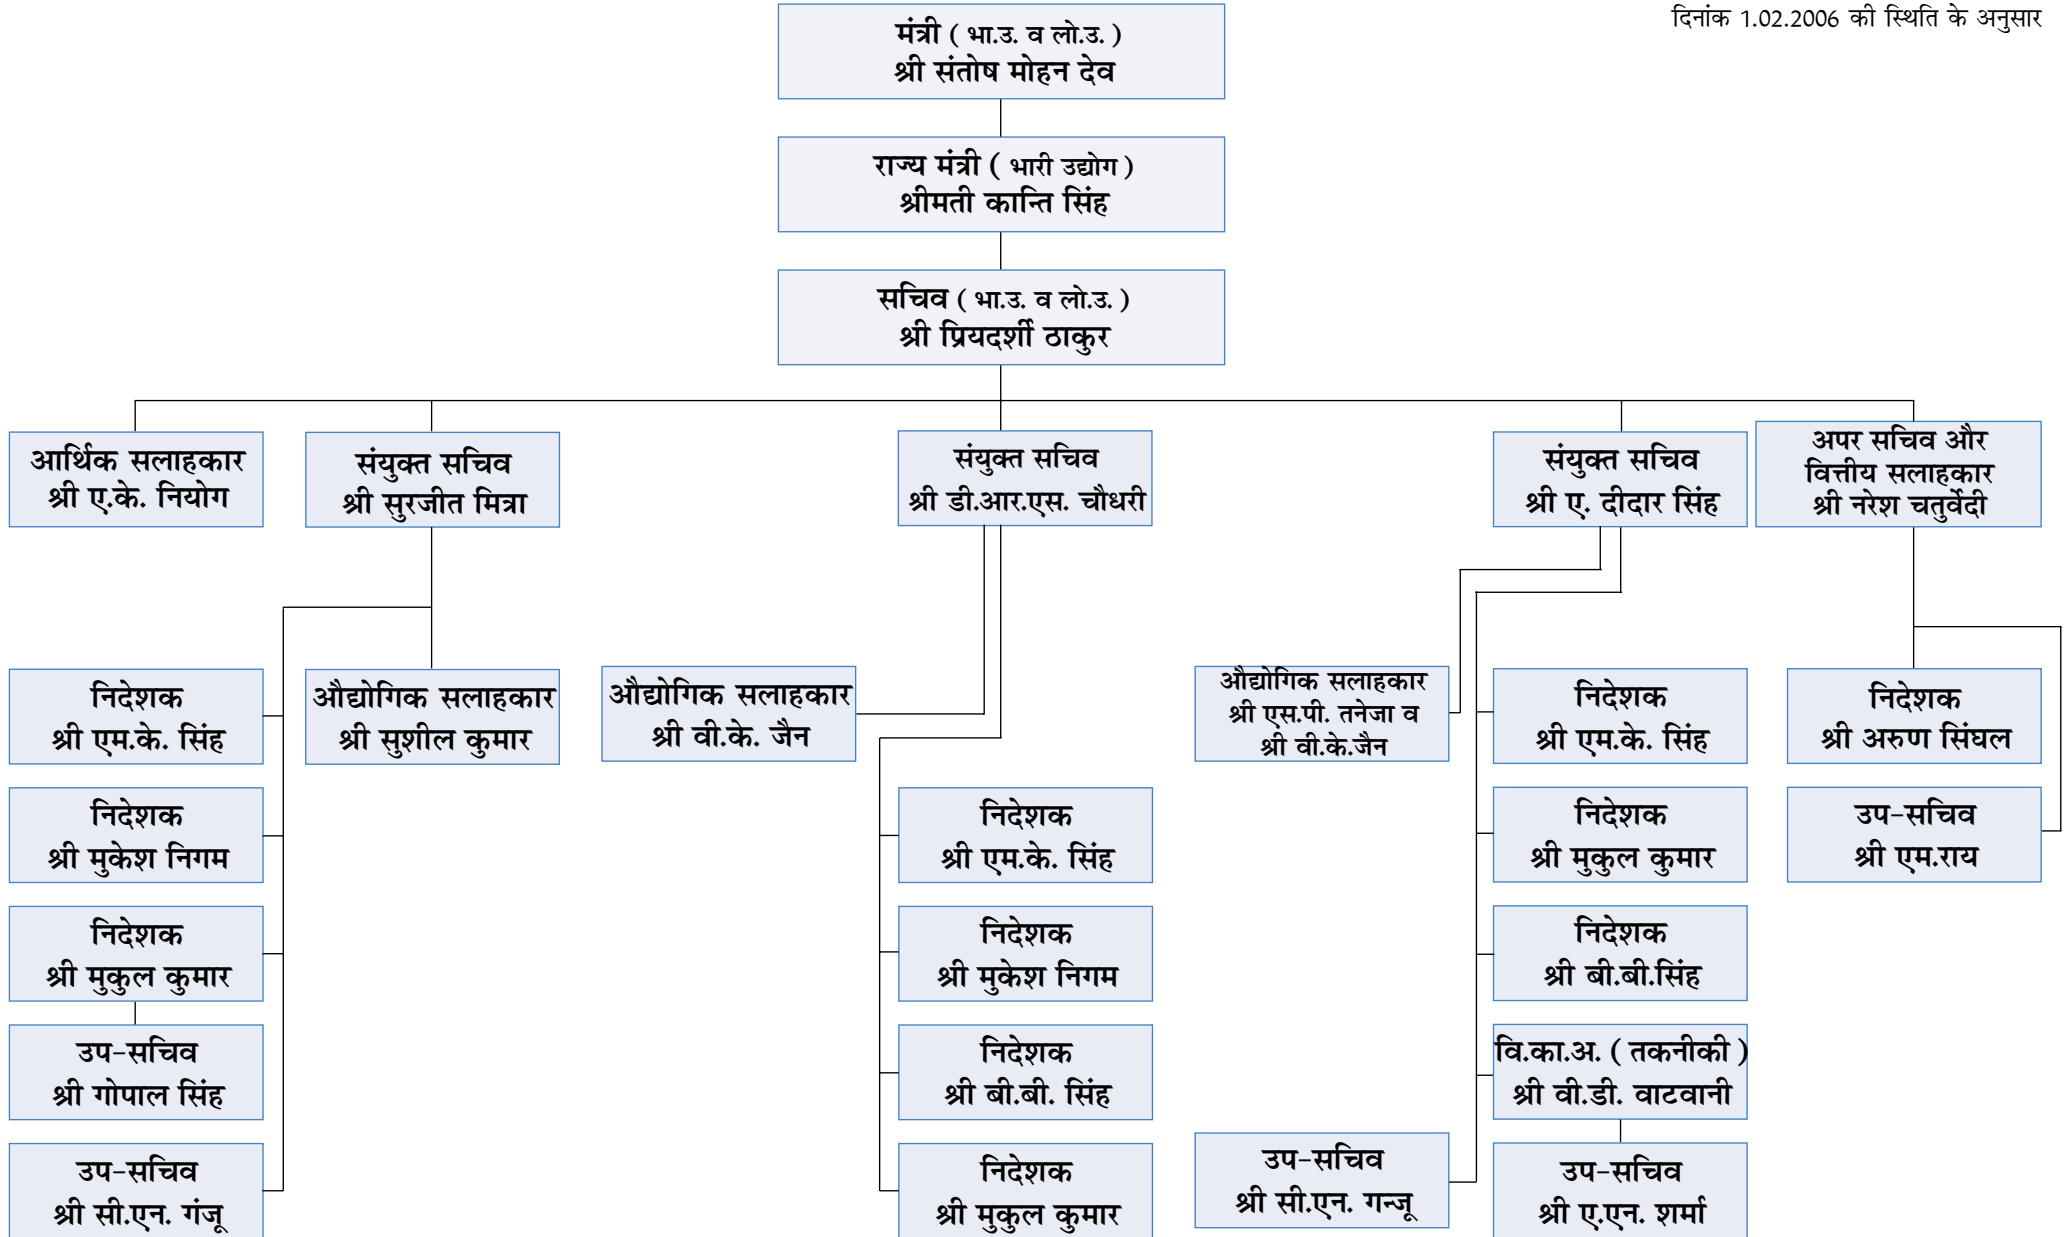 दिनांक 1.02.2006 की स्थिति के अनुसार
मंत्री ( भा.उ. व लो.उ. )
श्री संतोष मोहन देव
राज्य मंत्री ( भारी उद्योग )
श्रीमती कान्ति सिंह
सचिव ( भा.उ. व लो.उ. )
श्री प्रियदर्शी ठाकुर
आर्थिक सलाहकार
श्री ए.के. नियोग
संयुक्त सचिव
श्री सुरजीत मित्रा
संयुक्त सचिव
श्री डी.आर.एस. चौधरी
संयुक्त सचिव
श्री ए. दीदार सिंह
अपर सचिव और
वित्तीय सलाहकार
श्री नरेश चतुर्वेदी
निदेशक
श्री एम.के. सिंह
औद्योगिक सलाहकार
श्री सुशील कुमार
औद्योगिक सलाहकार
श्री वी.के. जैन
औद्योगिक सलाहकार
श्री एस.पी. तनेजा व
श्री वी.के.जैन
निदेशक
श्री एम.के. सिंह
निदेशक
श्री अरुण सिंघल
निदेशक
श्री मुकेश निगम
निदेशक
श्री एम.के. सिंह
निदेशक
श्री मुकुल कुमार
उप-सचिव
श्री एम.राय
निदेशक
श्री मुकुल कुमार
निदेशक
श्री मुकेश निगम
निदेशक
श्री बी.बी.सिंह
उप-सचिव
श्री गोपाल सिंह
निदेशक
श्री बी.बी. सिंह
वि.का.अ. ( तकनीकी )
श्री वी.डी. वाटवानी
उप-सचिव
श्री सी.एन. गंजू
निदेशक
श्री मुकुल कुमार
उप-सचिव
श्री सी.एन. गन्जू
उप-सचिव
श्री ए.एन. शर्मा